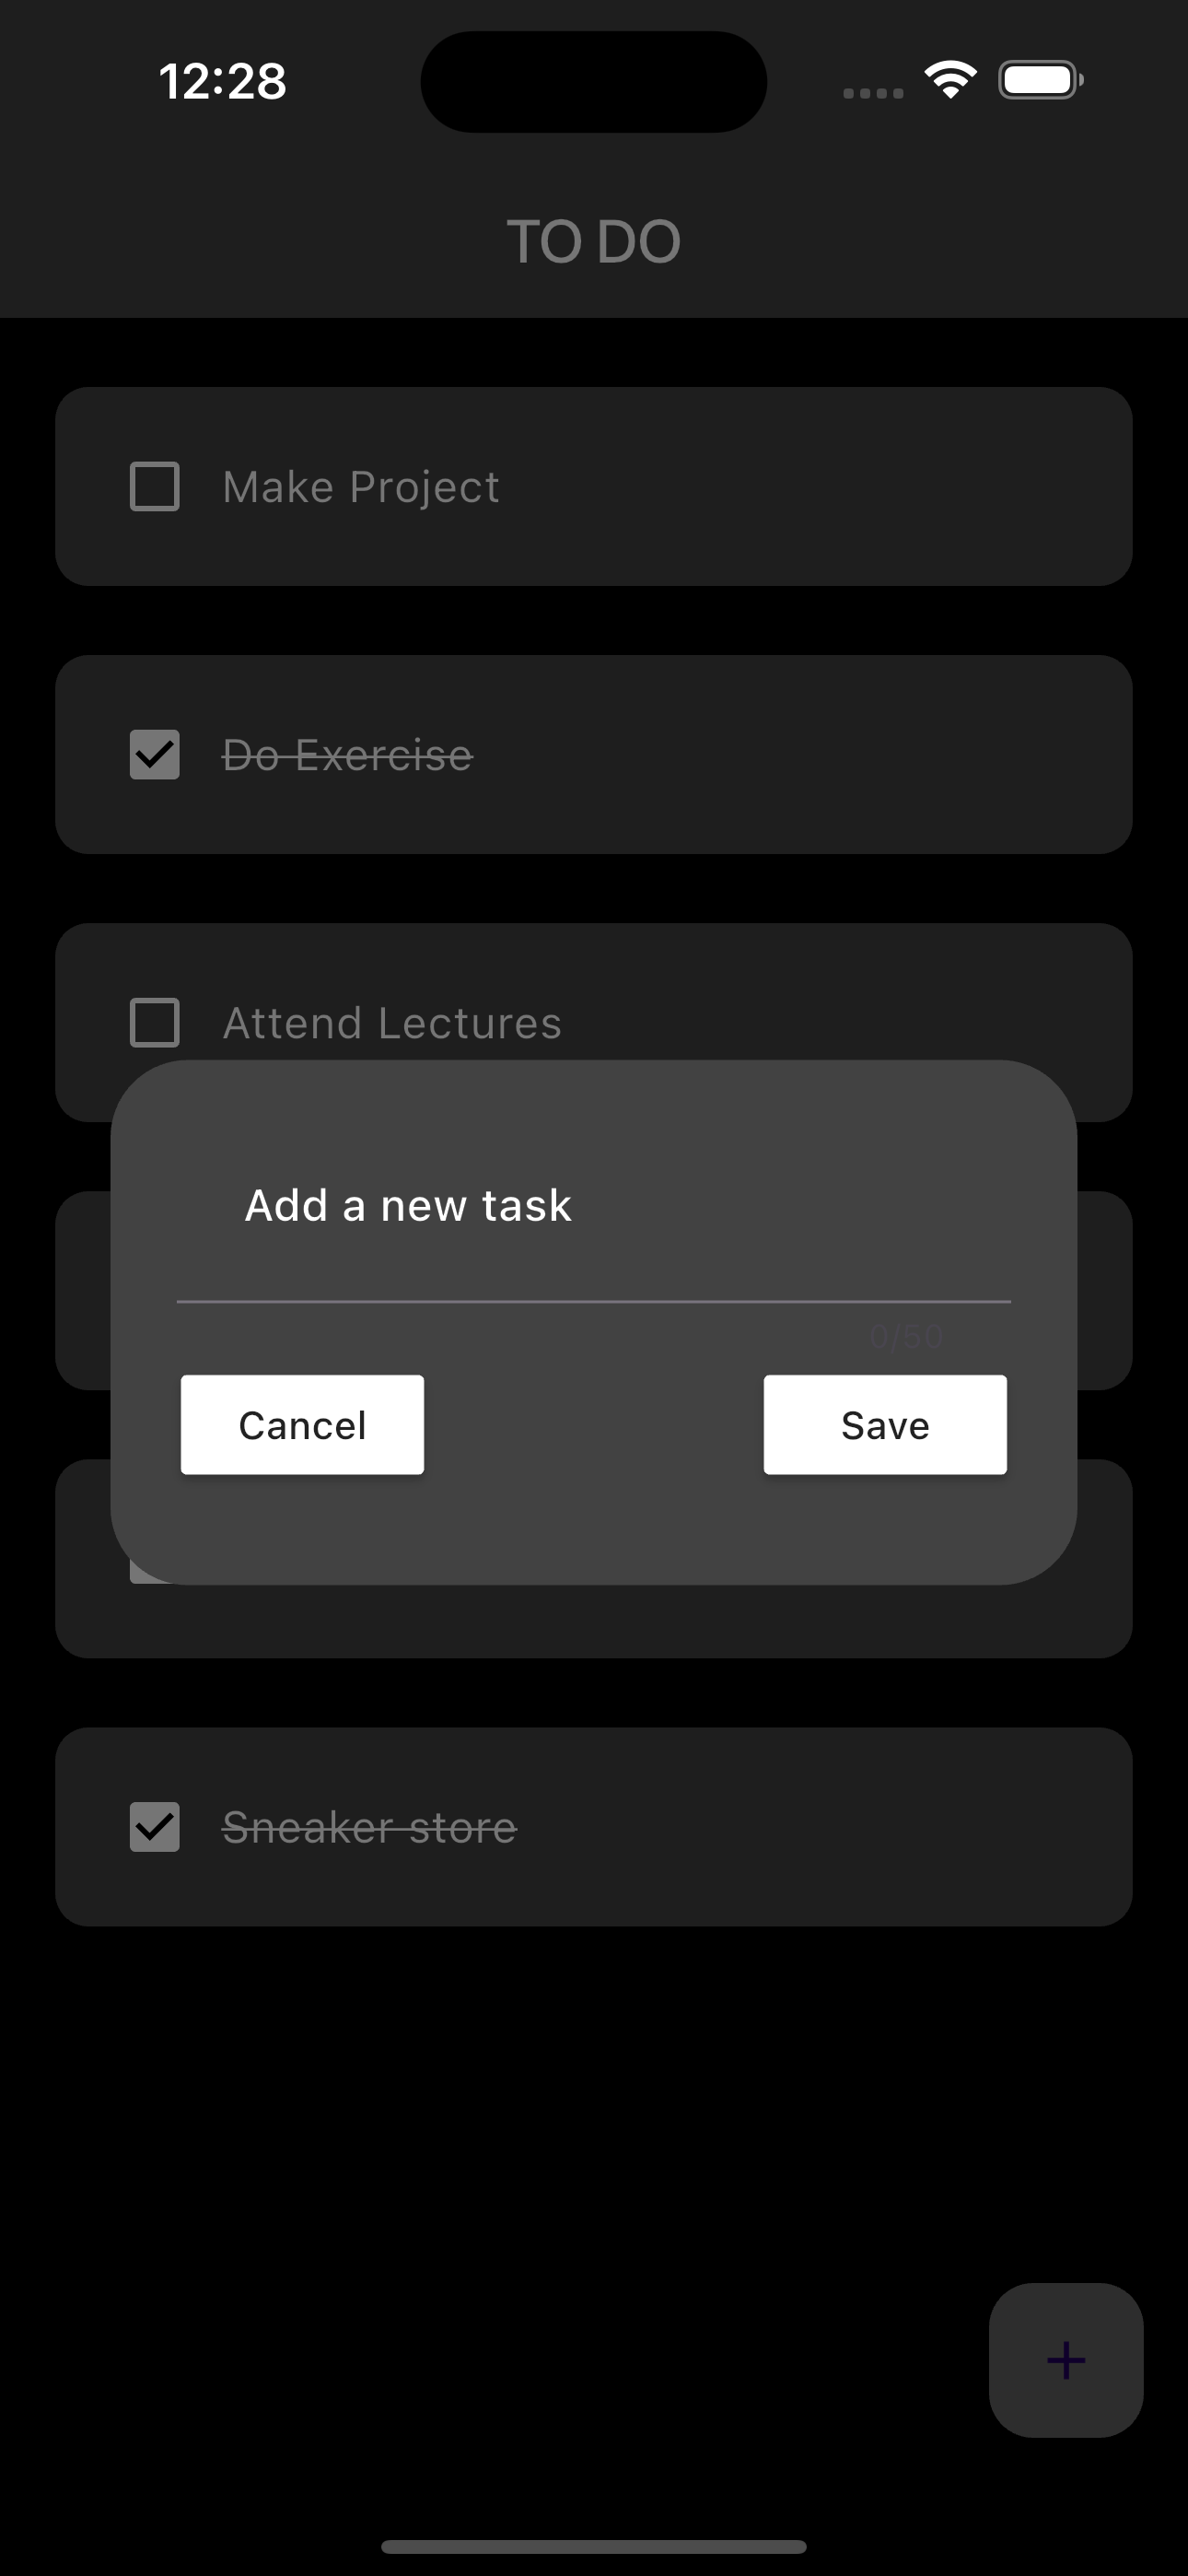 12:28
TO DO
Make Project
Do Exercise
Attend Lectures
Add a new task
0/50
Cancel
Save
Sneaker store